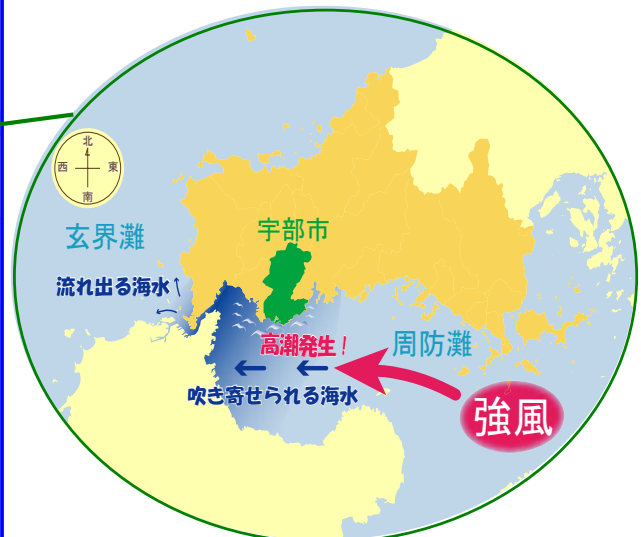 北
西 東
南
玄界灘
宇部市
流れ出る海水
高潮発生！
周防灘
吹き寄せられる海水
強風